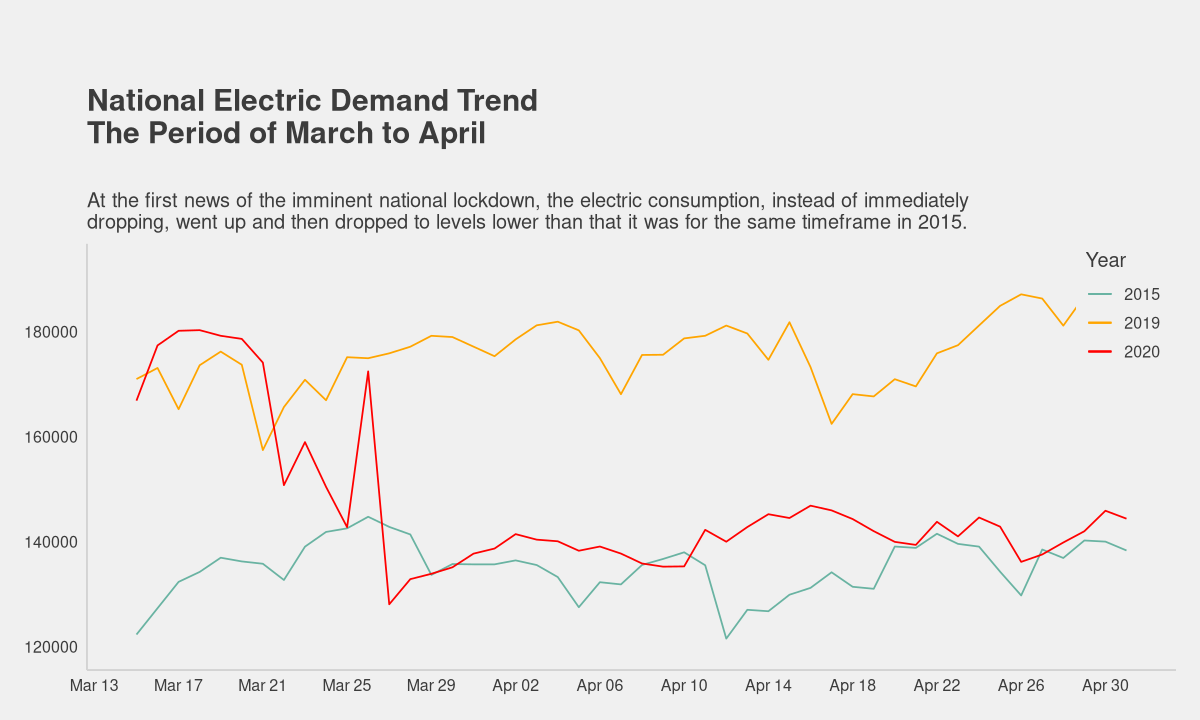 National Electric Demand Trend
The Period of March to April
At the first news of the imminent national lockdown, the electric consumption, instead of immediately
dropping, went up and then dropped to levels lower than that it was for the same timeframe in 2015.
Year
2015
2019
2020
180000
160000
140000
120000
Mar 13 Mar 17 Mar 21 Mar 25 Mar 29 Apr 02 Apr 06 Apr 10 Apr 14 Apr 18 Apr 22 Apr 26 Apr 30